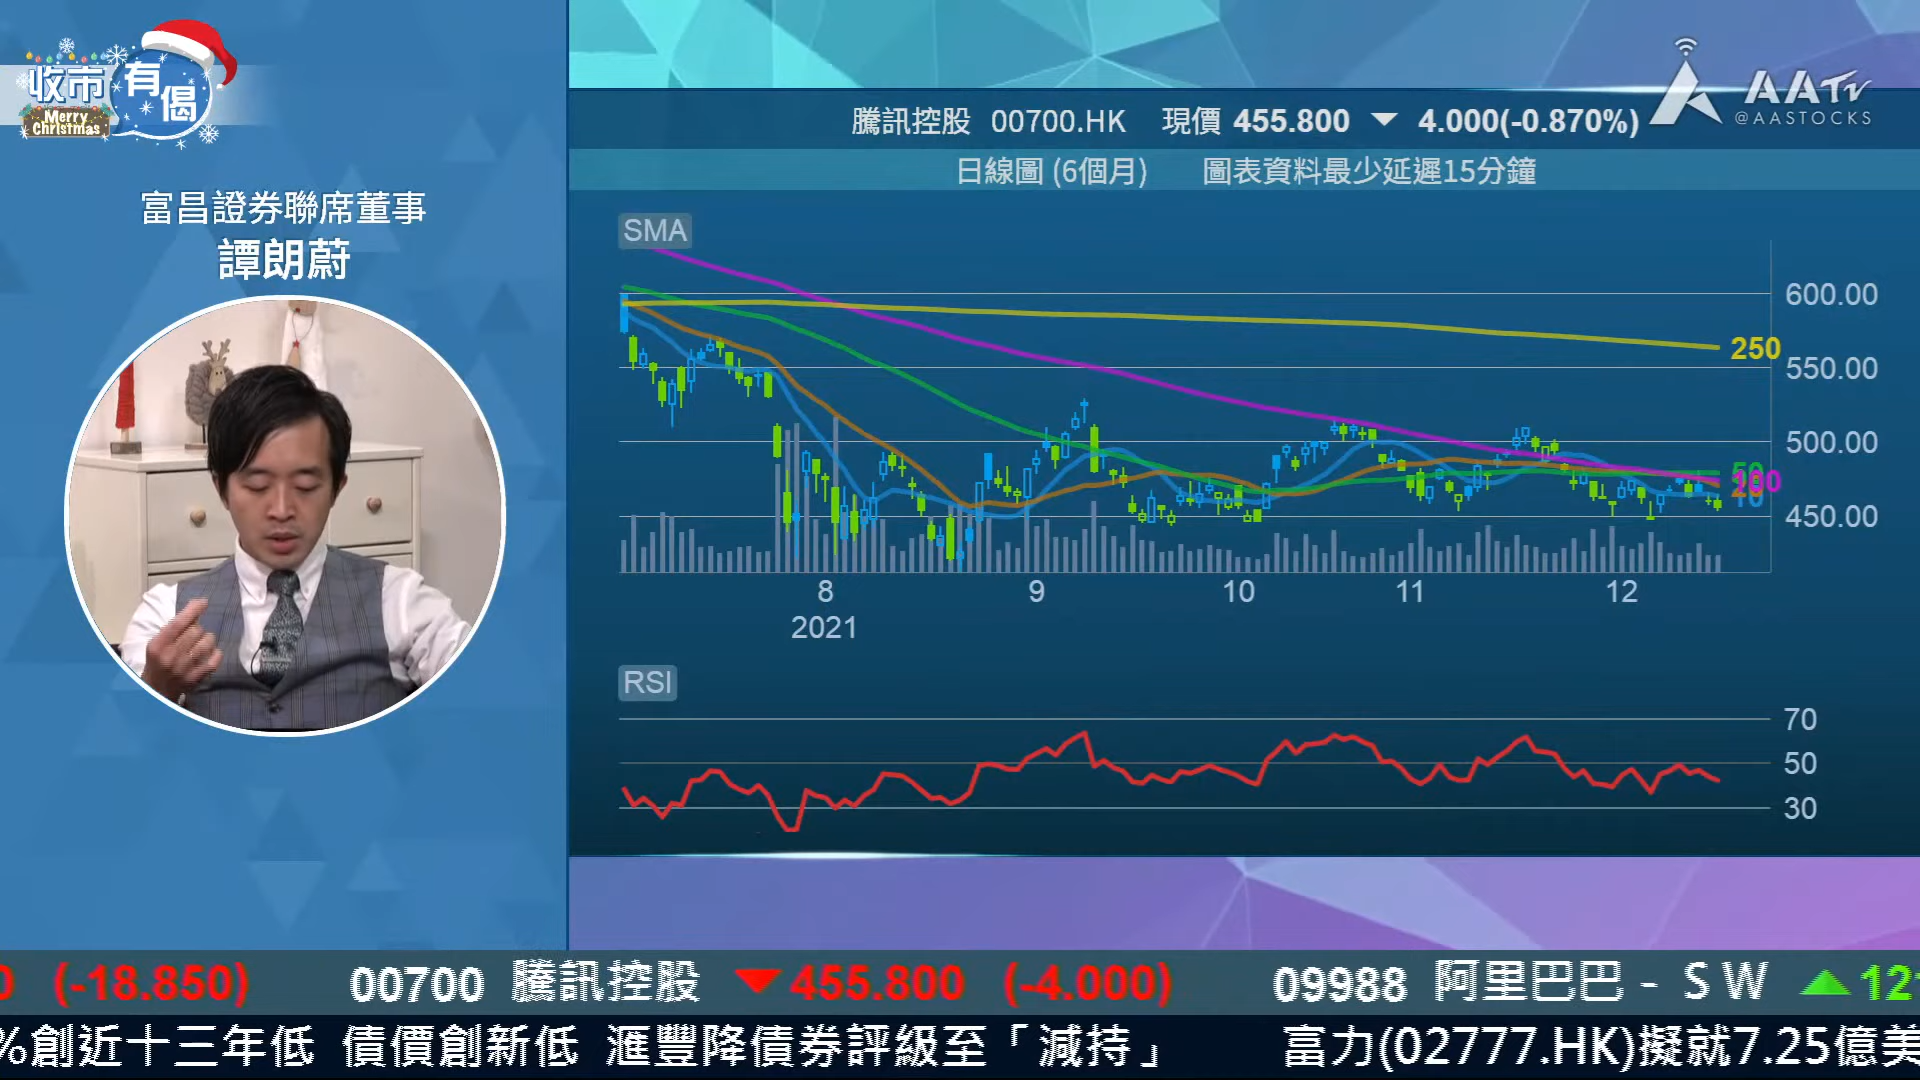 收市
有偈
Merry
Christmas
富昌證券聯席董事
譚朗蔚
AATV
@AASTOCKS
騰訊控股 00700.HK 現價 455.800 ▼ 4.000(-0.870%)
日線圖 (6個月) 圖表資料最少延遲15分鐘
SMA
600.00
250
550.00
500.00
50
100
20
10
450.00
8 9 10 11 12
2021
RSI
70
50
30
0 (-18.850) 00700 騰訊控股 ▼455.800 (-4.000) 09988 阿里巴巴 - S W ▲12
%創近十三年低 債價創新低 滙豐降債券評級至「減持」 富力(02777.HK)擬就7.25億美